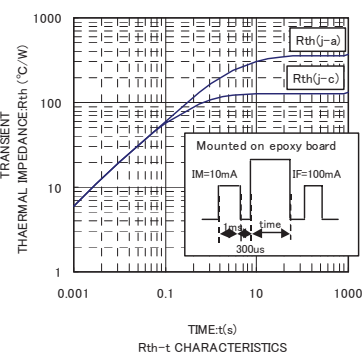 1000
Rth(j-a)
Rth(j-c)
100
TRANSIENT
THAERMAL IMPEDANCE:Rth (℃/W)
Mounted on epoxy board
IM=10mA
IF=100mA
10
1ms
time
300us
1
0.001
0.1
10
1000
TIME:t(s)
Rth-t CHARACTERISTICS